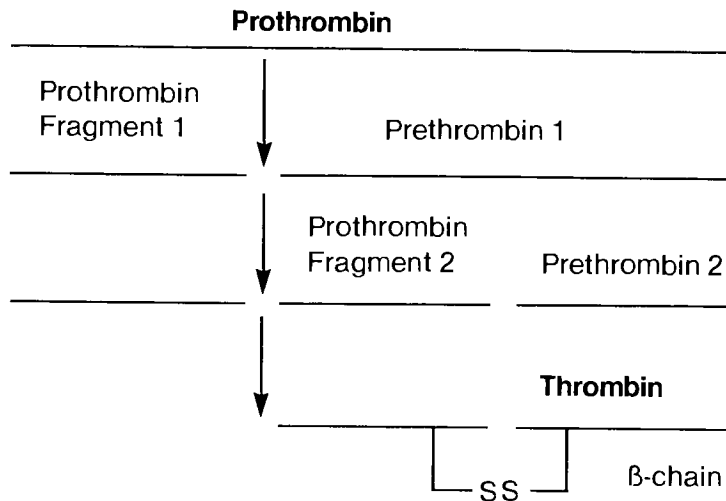 Prothrombin
Prothrombin
Fragment 1
Prethrombin 1
Prothrombin
Fragment 2
Prethrombin 2
Thrombin
SS
ß-chain